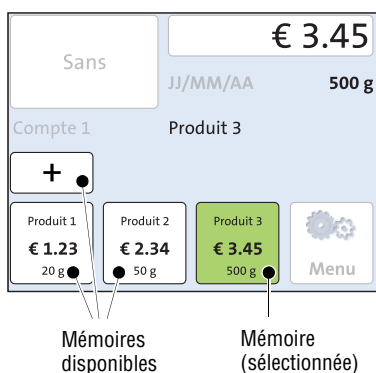 Sans
€ 3.45
JJ/MM/AA 500 g
Compte 1 Produit 3
+
Produit 1 Produit 2 Produit 3
€ 1.23 € 2.34 € 3.45
20 g 50 g 500 g Menu
Mémoires
disponibles
Mémoire
(sélectionnée)